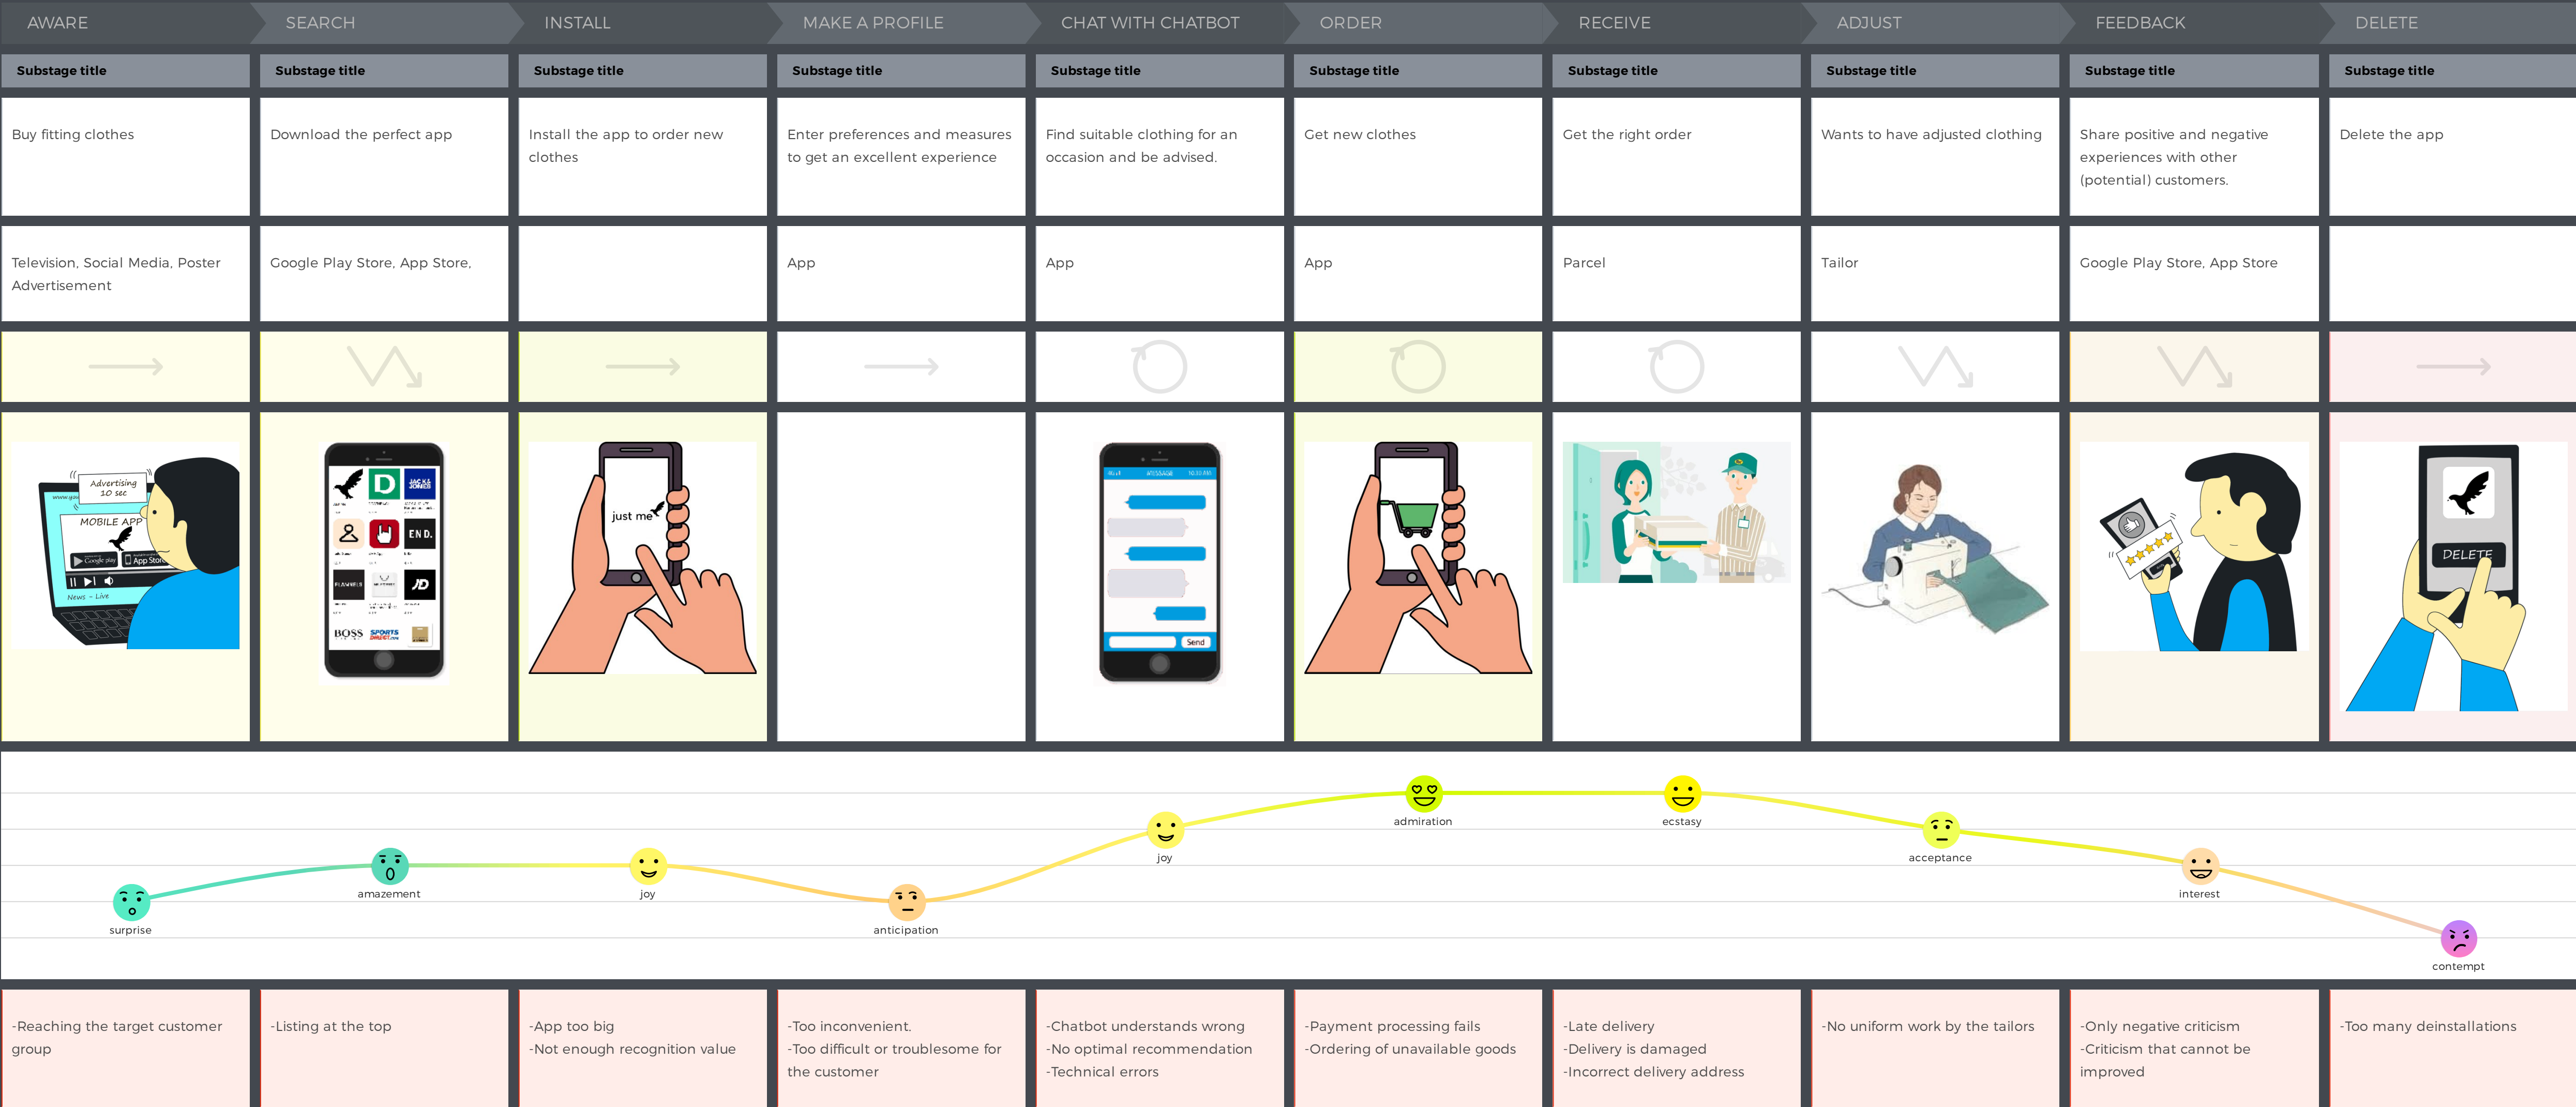 AWARE
SEARCH
INSTALL
MAKE A PROFILE
CHAT WITH CHATBOT
ORDER
RECEIVE
ADJUST
FEEDBACK
DELETE
Substage title
Substage title
Substage title
Substage title
Substage title
Substage title
Substage title
Substage title
Substage title
Substage title
Buy fitting clothes
Download the perfect app
Install the app to order new
clothes
Enter preferences and measures
to get an excellent experience
Find suitable clothing for an
occasion and be advised.
Get new clothes
Get the right order
Wants to have adjusted clothing
Share positive and negative
experiences with other
(potential) customers.
Delete the app
Television, Social Media, Poster
Advertisement
Google Play Store, App Store,
App
App
App
Parcel
Tailor
Google Play Store, App Store
Advertising
10 sec
MOBILE APP
Google play
App Store
News - Live
D
JACK&
JONES
END.
FLANNELS
JD
BOSS
SPORTS
DIRECT.COM
just me
MESSAGE
10:30 AM
Send
DELETE
surprise
amazement
joy
anticipation
joy
admiration
ecstasy
acceptance
interest
contempt
-Reaching the target customer
group
-Listing at the top
-App too big
-Not enough recognition value
-Too inconvenient.
-Too difficult or troublesome for
the customer
-Chatbot understands wrong
-No optimal recommendation
-Technical errors
-Payment processing fails
-Ordering of unavailable goods
-Late delivery
-Delivery is damaged
-Incorrect delivery address
-No uniform work by the tailors
-Only negative criticism
-Criticism that cannot be
improved
-Too many deinstallations